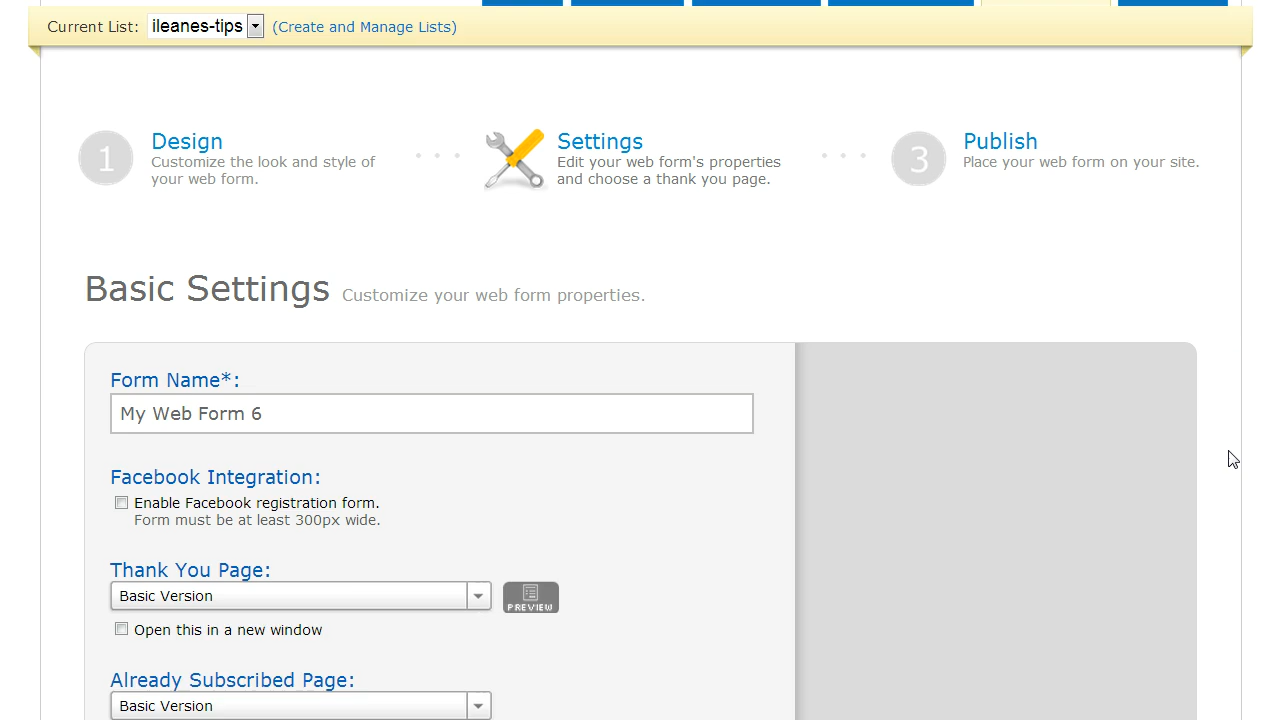 Current List: ileanes-tips (Create and Manage Lists)
1 Design
Customize the look and style of
your web form.
Settings
Edit your web form's properties
and choose a thank you page.
3 Publish
Place your web form on your site.
Basic Settings Customize your web form properties.
Form Name*:
My Web Form 6
Facebook Integration:
Enable Facebook registration form.
Form must be at least 300px wide.
Thank You Page:
Basic Version PREVIEW
Open this in a new window
Already Subscribed Page:
Basic Version